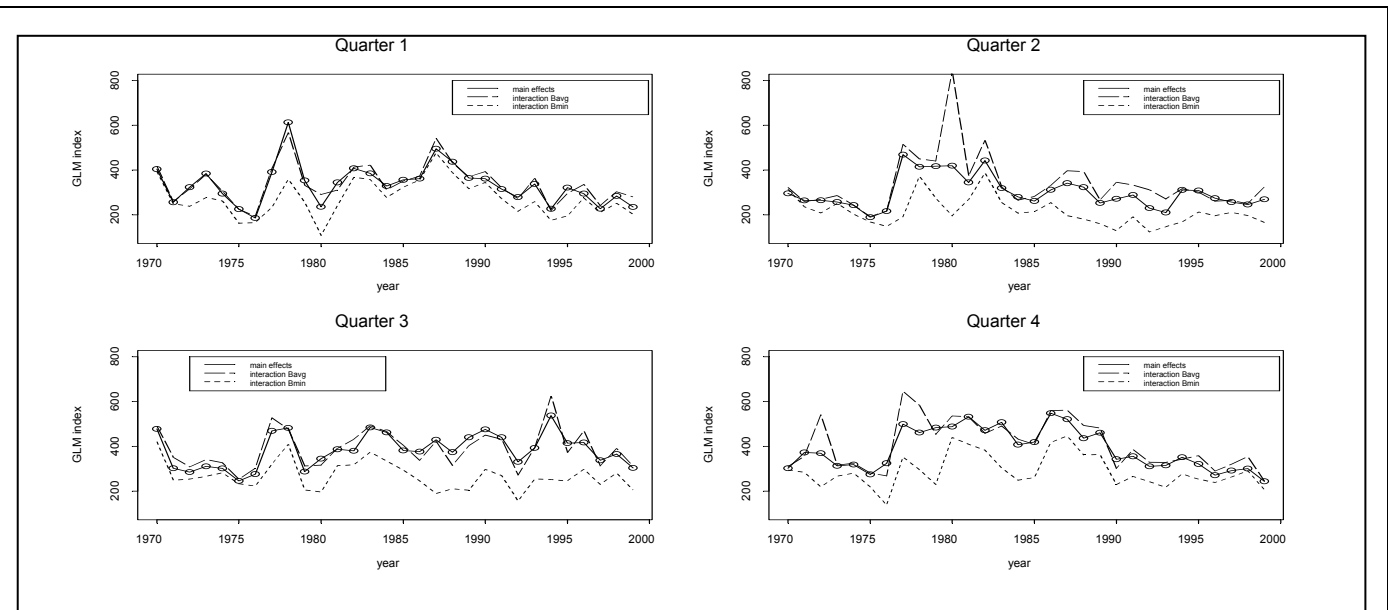 Quarter 1
800
600
400
200
GLM index
main effects
interaction Bavg
interaction Bmin
1970 1975 1980 1985 1990 1995 2000
year
Quarter 2
800
600
400
200
GLM index
main effects
interaction Bavg
interaction Bmin
1970 1975 1980 1985 1990 1995 2000
year
Quarter 3
800
600
400
200
GLM index
main effects
interaction Bavg
interaction Bmin
1970 1975 1980 1985 1990 1995 2000
year
Quarter 4
800
600
400
200
GLM index
main effects
interaction Bavg
interaction Bmin
1970 1975 1980 1985 1990 1995 2000
year